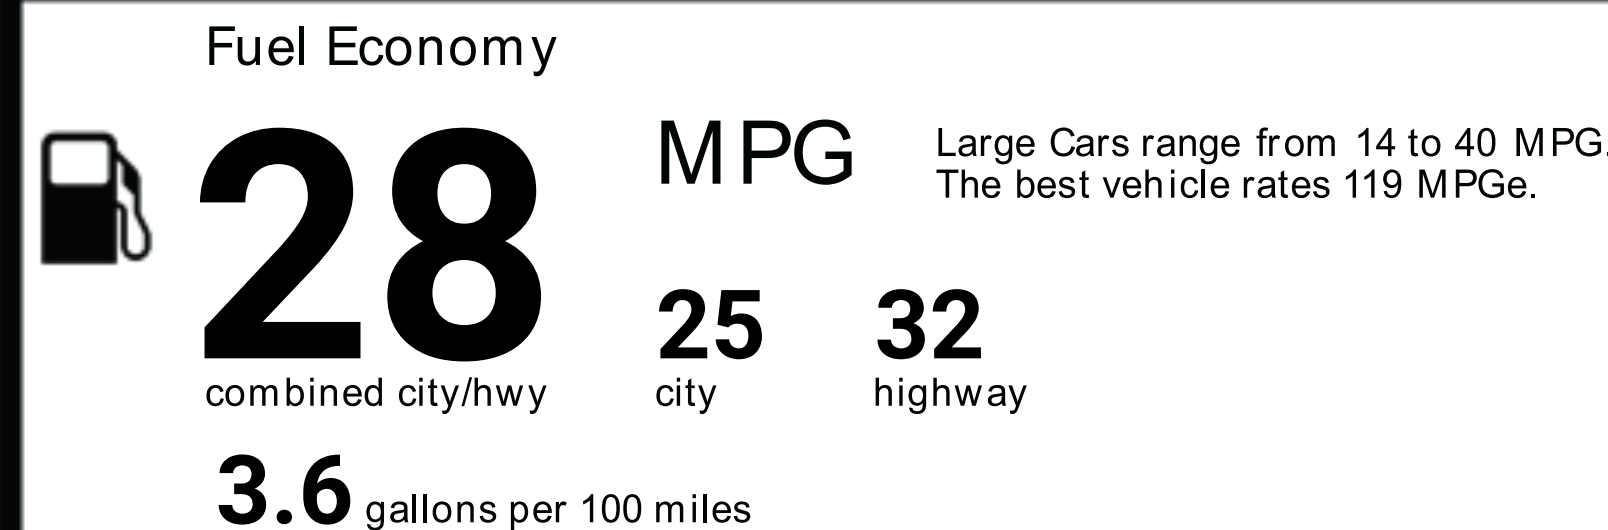 Fuel Economy
28
MPG
Large Cars range from 14 to 40 MPG.
The best vehicle rates 119 MPGe.
combined city/hwy
25
city
32
highway
3.6 gallons per 100 miles